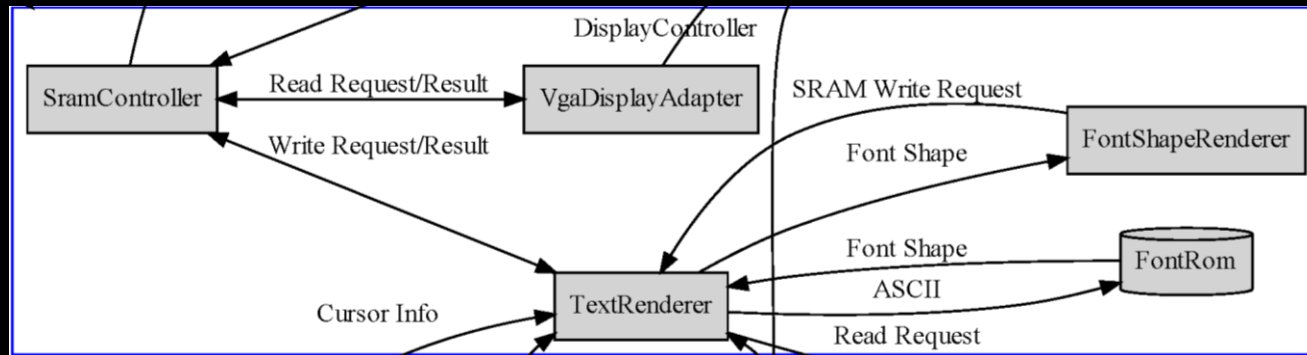 DisplayController
SramController
Read Request/Result
VgaDisplayAdapter
SRAM Write Request
FontShapeRenderer
Write Request/Result
Font Shape
Font Shape
FontRom
ASCII
TextRenderer
Cursor Info
Read Request